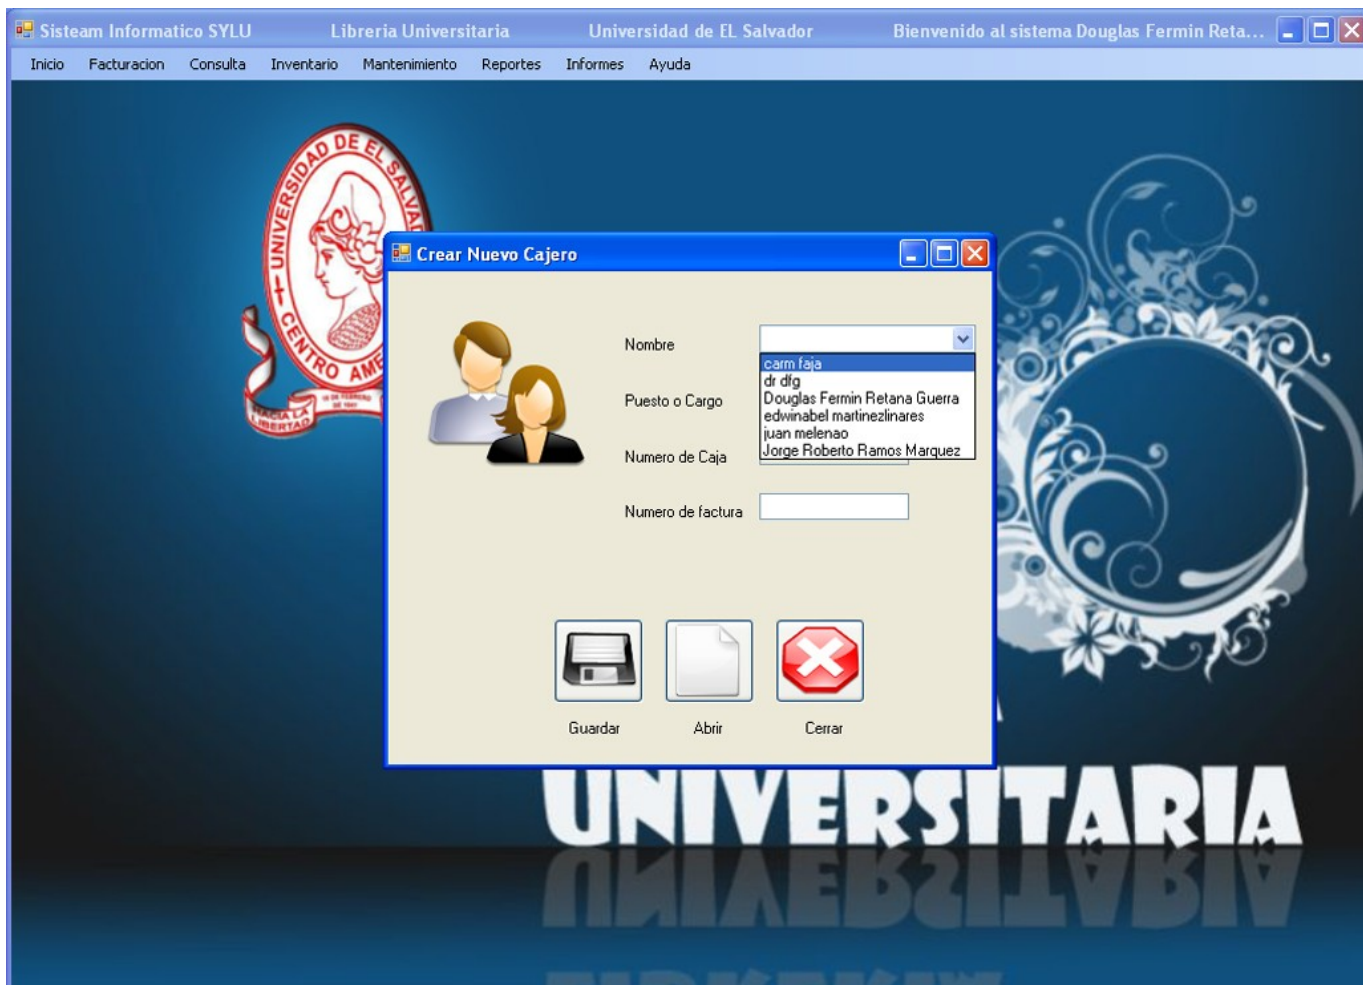 Sisteam Informatico SYLU Libreria Universitaria Universidad de EL Salvador Bienvenido al sistema Douglas Fermin Reta...
Inicio Facturacion Consulta Inventario Mantenimiento Reportes Informes Ayuda
UNIVERSIDAD DE EL SALVAD
CENTRO AME
HACIA LA
LIBERTAD
Crear Nuevo Cajero
Nombre
carm faja
dr dfg
Douglas Fermin Retana Guerra
edwinabel martinezlinares
juan melenao
Jorge Roberto Ramos Marquez
Puesto o Cargo
Numero de Caja
Numero de factura
Guardar Abrir Cerrar
UNIVERSITARIA